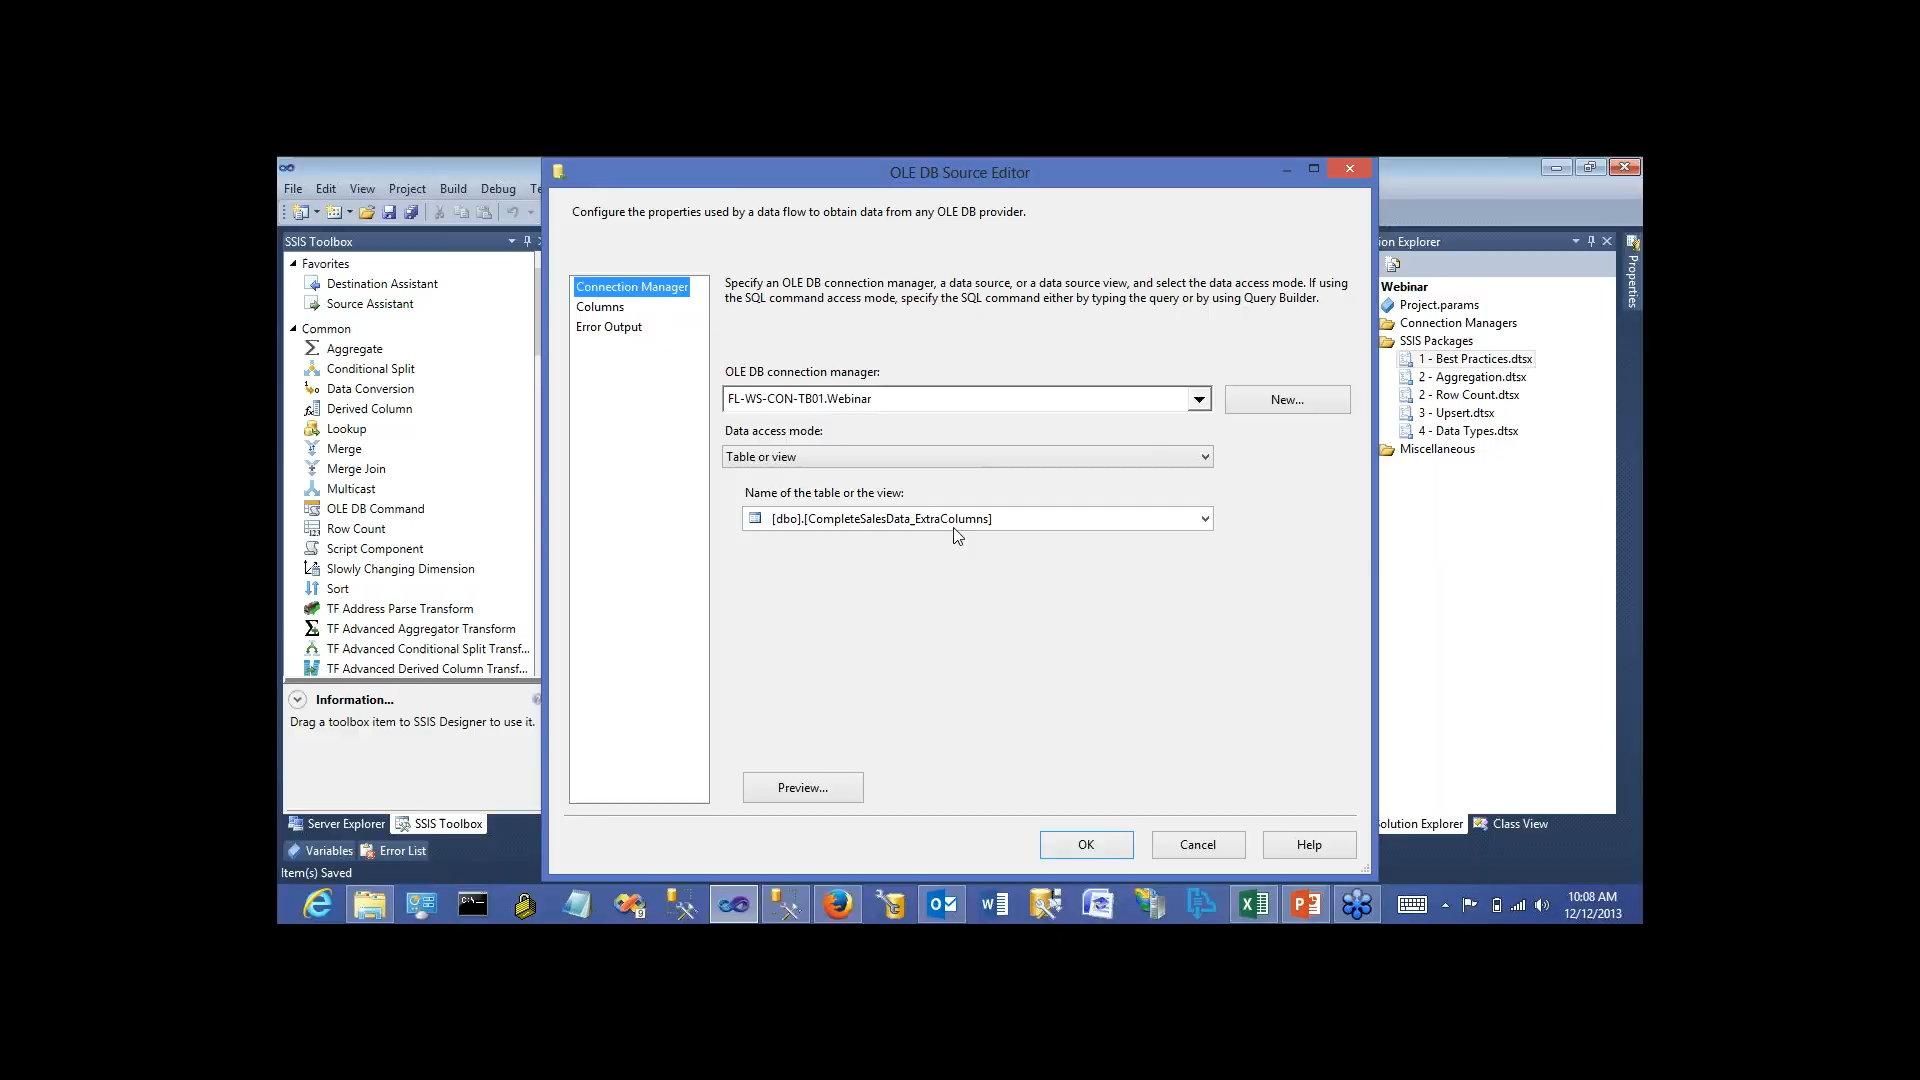 OLE DB Source Editor
File Edit View Project Build Debug Te
Configure the properties used by a data flow to obtain data from any OLE DB provider.
SSIS Toolbox
Favorites
Destination Assistant
Source Assistant
Common
Aggregate
Conditional Split
Data Conversion
Derived Column
Lookup
Merge
Merge Join
Multicast
OLE DB Command
Row Count
Script Component
Slowly Changing Dimension
Sort
TF Address Parse Transform
TF Advanced Aggregator Transform
TF Advanced Conditional Split Transf...
TF Advanced Derived Column Transf...
Information...
Drag a toolbox item to SSIS Designer to use it.
Server Explorer SSIS Toolbox
Variables Error List
Item(s) Saved
Connection Manager
Columns
Error Output
Specify an OLE DB connection manager, a data source, or a data source view, and select the data access mode. If using
the SQL command access mode, specify the SQL command either by typing the query or by using Query Builder.
OLE DB connection manager:
FL-WS-CON-TB01.Webinar
New...
Data access mode:
Table or view
Name of the table or the view:
[dbo].[CompleteSalesData_ExtraColumns]
Preview...
OK Cancel Help
ion Explorer
Webinar
Project.params
Connection Managers
SSIS Packages
1 - Best Practices.dtsx
2 - Aggregation.dtsx
2 - Row Count.dtsx
3 - Upsert.dtsx
4 - Data Types.dtsx
Miscellaneous
Solution Explorer Class View
Properties
10:08 AM
12/12/2013